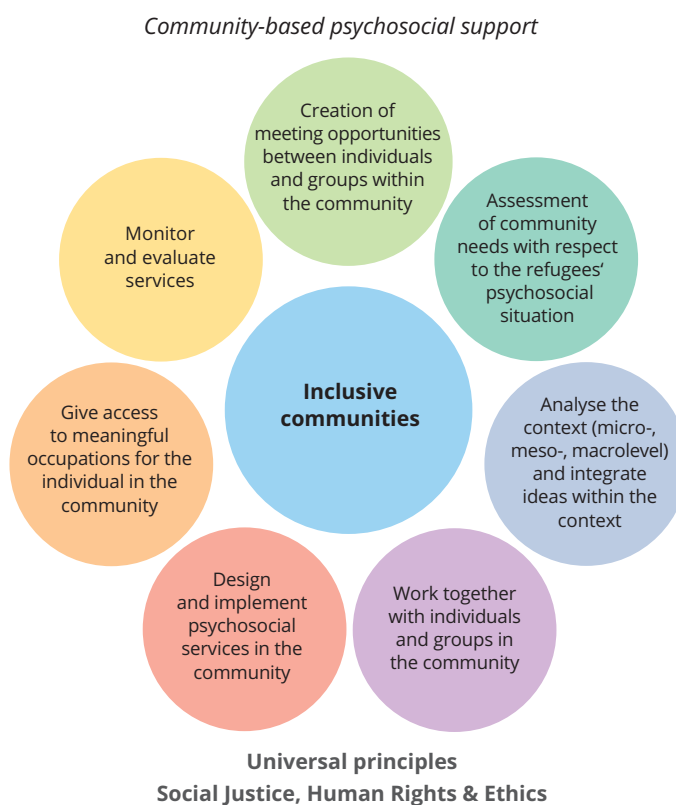 Community-based psychosocial support
Creation of
meeting opportunities
between individuals
and groups within
the community
Assessment
of community
needs with respect
to the refugees‘
psychosocial
situation
Analyse the
context (micro-,
meso-, macrolevel)
and integrate
ideas within the
context
Work together
with individuals
and groups in
the community
Design
and implement
psychosocial
services in the
community
Give access
to meaningful
occupations for the
individual in the
community
Monitor
and evaluate
services
Inclusive
communities
Universal principles
Social Justice, Human Rights & Ethics